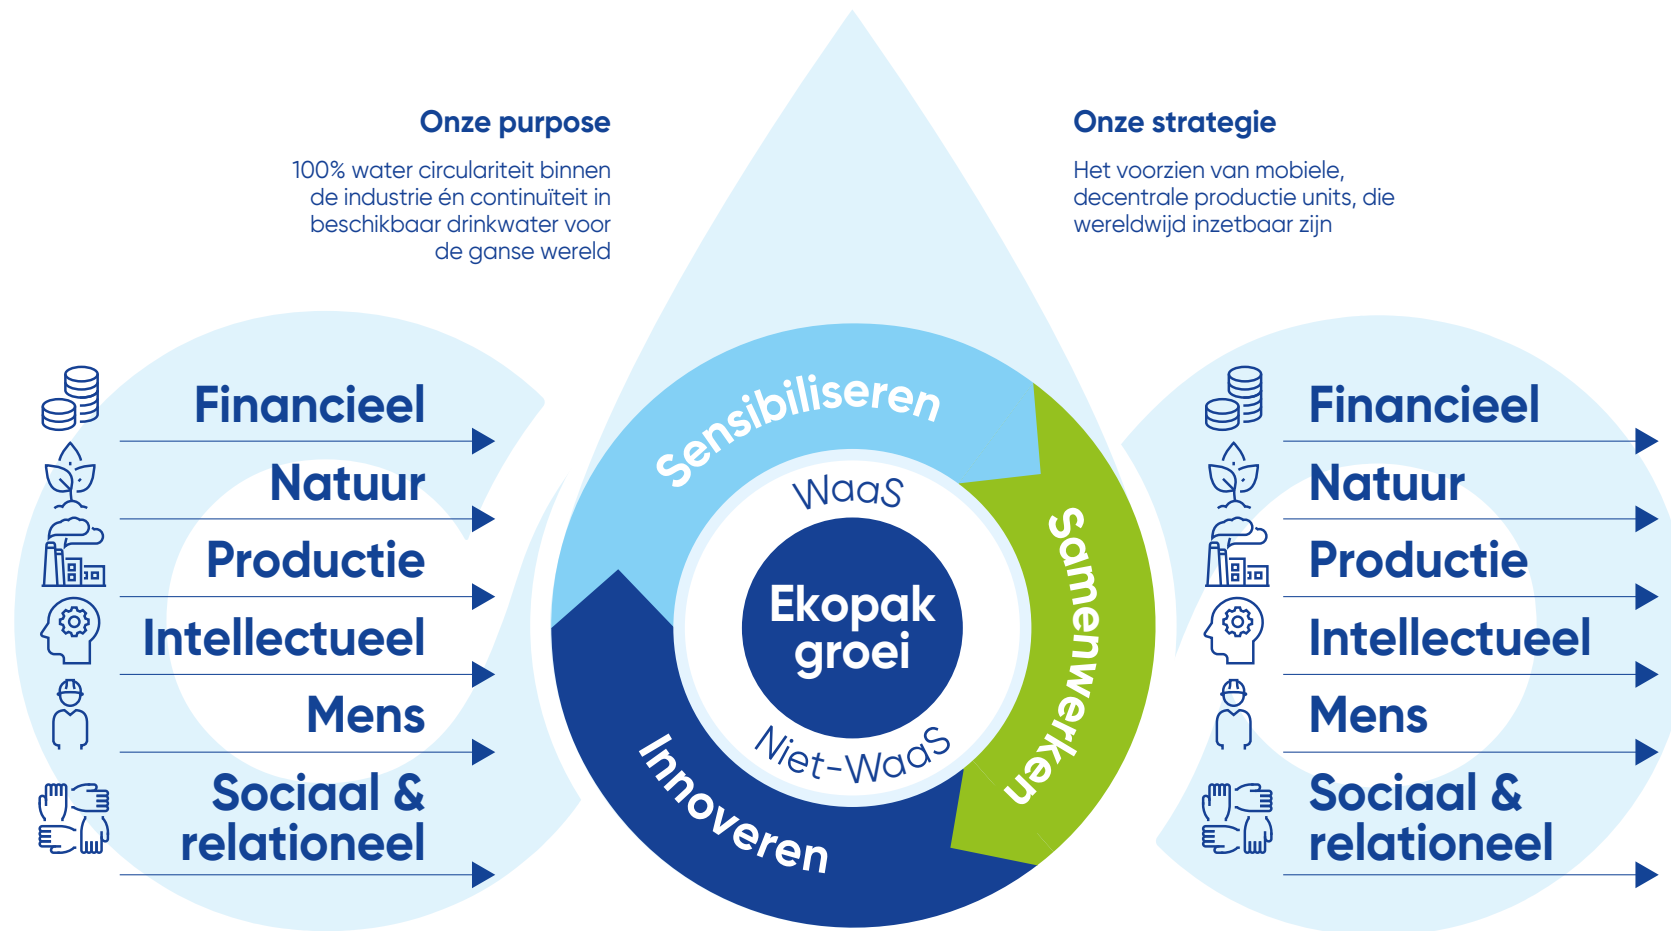 Onze purpose
100% water circulariteit binnen
de industrie én continuïteit in
beschikbaar drinkwater voor
de ganse wereld
Onze strategie
Het voorzien van mobiele,
decentrale productie units, die
wereldwijd inzetbaar zijn
Financieel
Natuur
Productie
Intellectueel
Mens
Sociaal &
relationeel
Sensibiliseren
Samenwerken
Innoveren
WaaS
Ekopak
groei
Niet-WaaS
Financieel
Natuur
Productie
Intellectueel
Mens
Sociaal &
relationeel